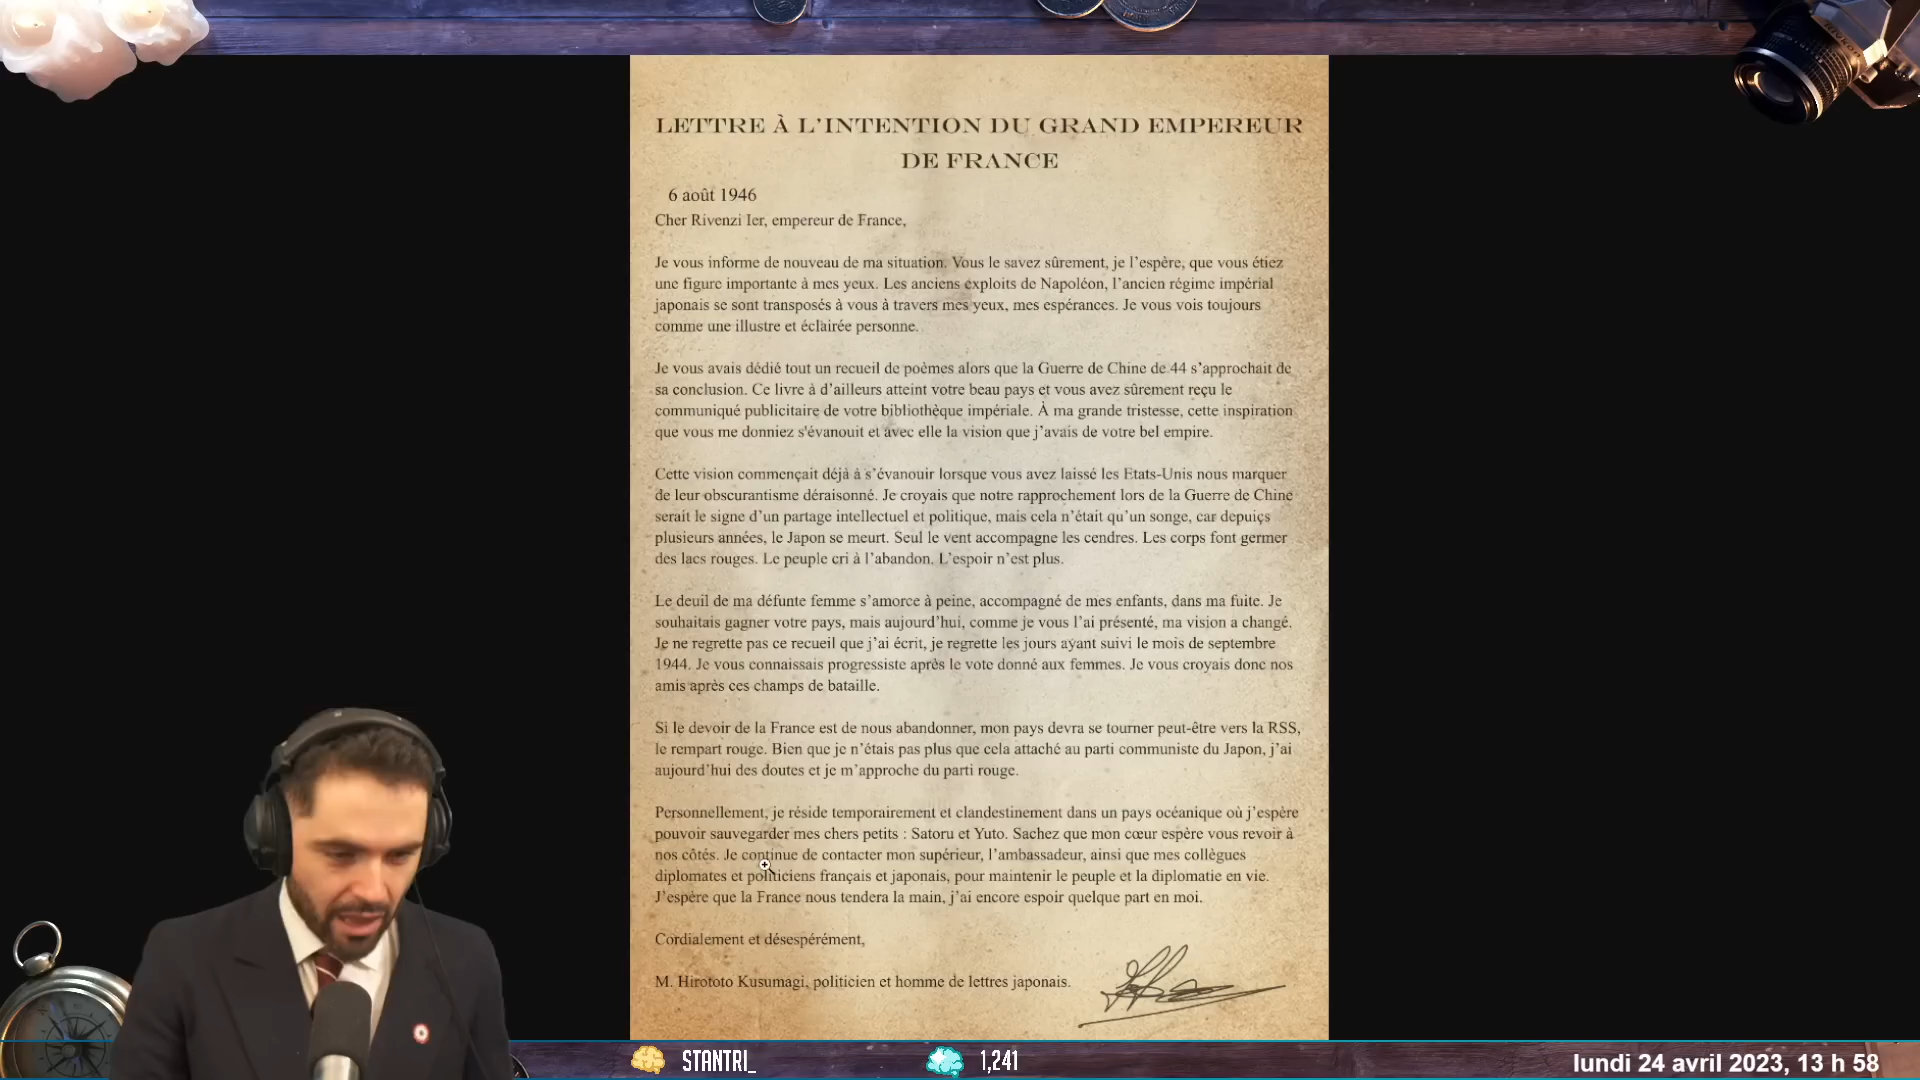 LETTRE À L'INTENTION DU GRAND EMPEREUR
DE FRANCE
6 août 1946
Cher Rivenzi Ier, empereur de France,
Je vous informe de nouveau de ma situation. Vous le savez sûrement, je l'espère, que vous étiez
une figure importante à mes yeux. Les anciens exploits de Napoléon, l'ancien régime impérial
japonais se sont transposés à vous à travers mes yeux, mes espérances. Je vous vois toujours
comme une illustre et éclairée personne.
Je vous avais dédié tout un recueil de poèmes alors que la Guerre de Chine de 44 s'approchait de
sa conclusion. Ce livre à d'ailleurs atteint votre beau pays et vous avez sûrement reçu le
communiqué publicitaire de votre bibliothèque impériale. À ma grande tristesse, cette inspiration
que vous me donniez s'évanouit et avec elle la vision que j'avais de votre bel empire.
Cette vision commençait déjà à s'évanouir lorsque vous avez laissé les Etats-Unis nous marquer
de leur obscurantisme déraisonné. Je croyais que notre rapprochement lors de la Guerre de Chine
serait le signe d'un partage intellectuel et politique, mais cela n'était qu'un songe, car depuiçs
plusieurs années, le Japon se meurt. Seul le vent accompagne les cendres. Les corps font germer
des lacs rouges. Le peuple cri à l'abandon. L'espoir n'est plus.
Le deuil de ma défunte femme s'amorce à peine, accompagné de mes enfants, dans ma fuite. Je
souhaitais gagner votre pays, mais aujourd'hui, comme je vous l'ai présenté, ma vision a changé.
Je ne regrette pas ce recueil que j'ai écrit, je regrette les jours ayant suivi le mois de septembre
1944. Je vous connaissais progressiste après le vote donné aux femmes. Je vous croyais donc nos
amis après ces champs de bataille.
Si le devoir de la France est de nous abandonner, mon pays devra se tourner peut-être vers la RSS,
le rempart rouge. Bien que je n'étais pas plus que cela attaché au parti communiste du Japon, j'ai
aujourd'hui des doutes et je m'approche du parti rouge.
Personnellement, je réside temporairement et clandestinement dans un pays océanique où j'espère
pouvoir sauvegarder mes chers petits : Satoru et Yuto. Sachez que mon cœur espère vous revoir à
nos côtés. Je continue de contacter mon supérieur, l'ambassadeur, ainsi que mes collègues
diplomates et politiciens français et japonais, pour maintenir le peuple et la diplomatie en vie.
J'espère que la France nous tendera la main, j'ai encore espoir quelque part en moi.
Cordialement et désespérément,
M. Hirototo Kusumagi, politicien et homme de lettres japonais.
STANTRI_
1,241
lundi 24 avril 2023, 13 h 58